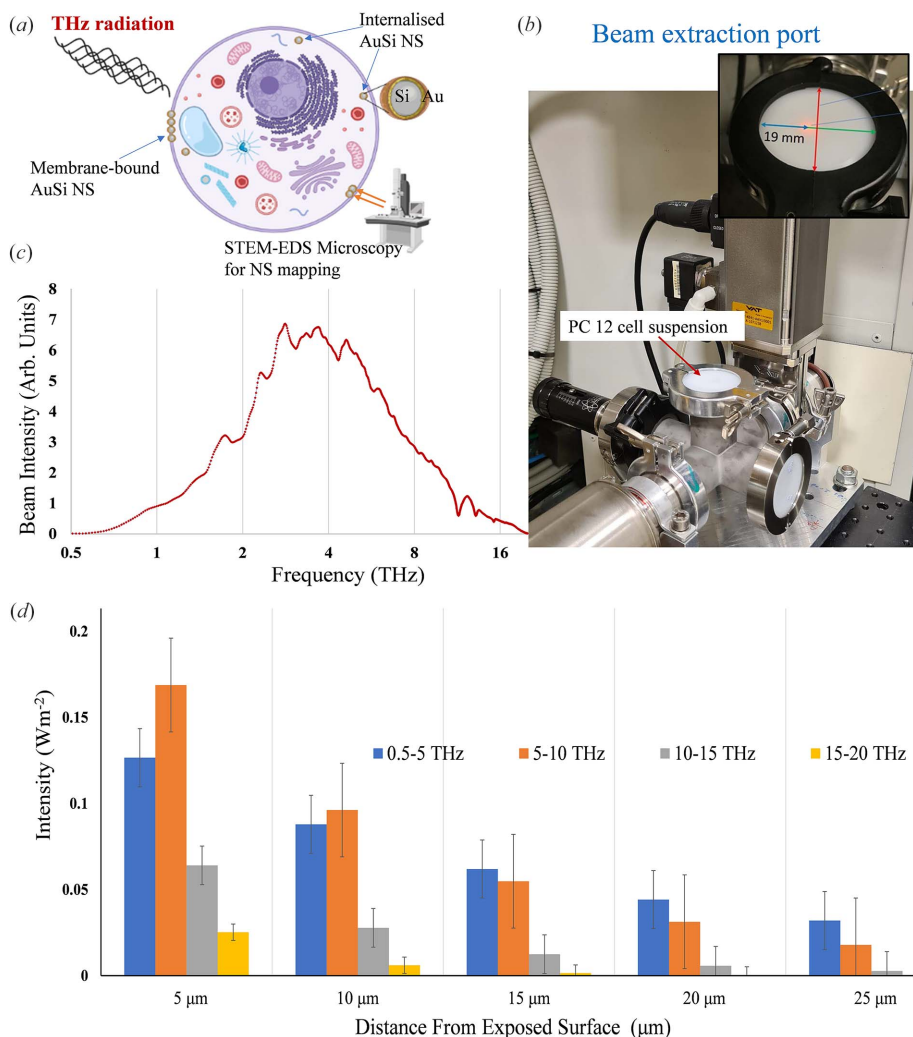 (a)
THz radiation
Internalised
AuSi NS
Si Au
Membrane-bound
AuSi NS
STEM-EDS Microscopy
for NS mapping
(b)
Beam extraction port
19 mm
VAT
PC 12 cell suspension
(c)
Beam Intensity (Arb. Units)
8
7
6
5
4
3
2
1
0
0.5
1
2
4
8
16
Frequency (THz)
(d)
Intensity (Wm-2)
0.2
0.15
0.1
0.05
0
0.5-5 THz
5-10 THz
10-15 THz
15-20 THz
5 μm
10 μm
15 μm
20 μm
25 μm
Distance From Exposed Surface (μm)